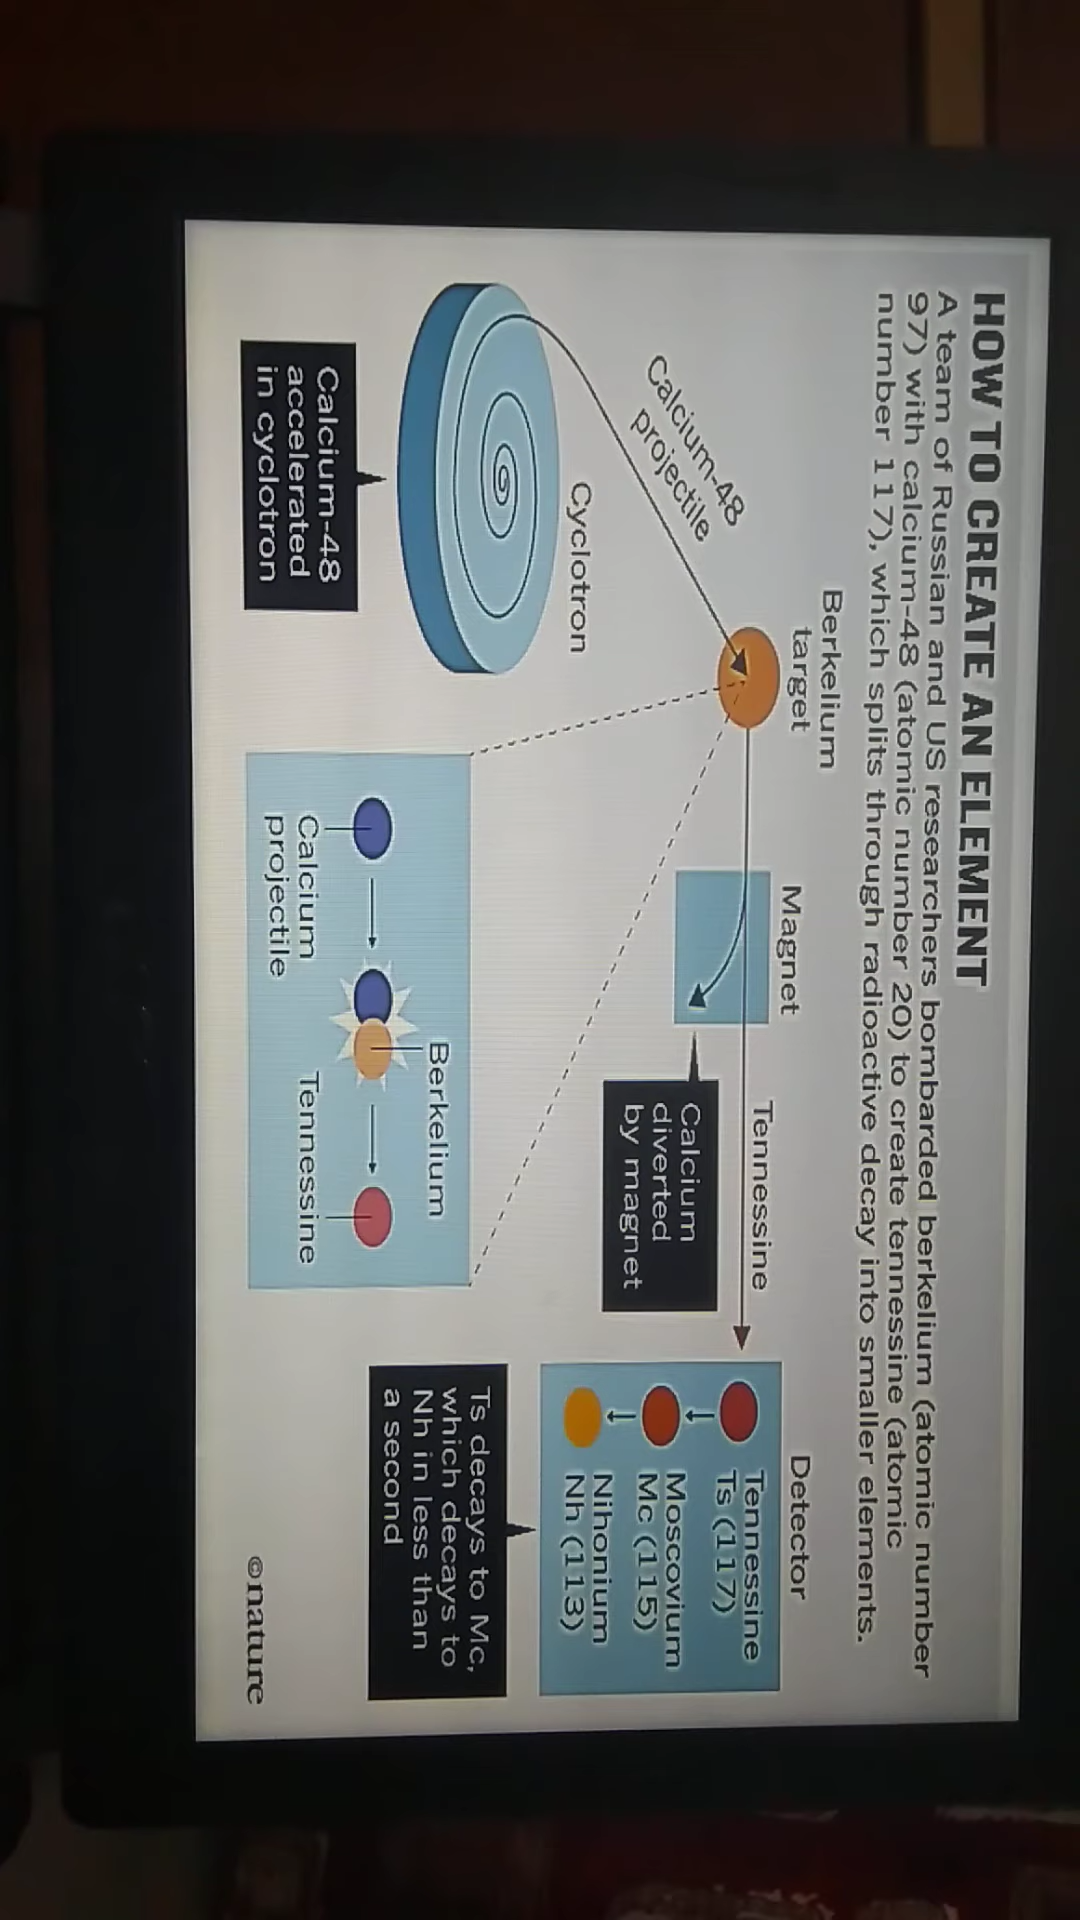 HOW TO CREATE AN ELEMENT
A team of Russian and US researchers bombarded berkelium (atomic number
97) with calcium-48 (atomic number 20) to create tennessine (atomic
number 117), which splits through radioactive decay into smaller elements.
Berkelium
target
Magnet
Tennessine
Detector
Calcium-48
projectile
Cyclotron
Calcium-48
accelerated
in cyclotron
Calcium
diverted
by magnet
Tennessine
Ts (117)
Moscovium
Mc (115)
Nihonium
Nh (113)
Berkelium
Calcium
projectile
Tennessine
Ts decays to Mc,
which decays to
Nh in less than
a second
©nature